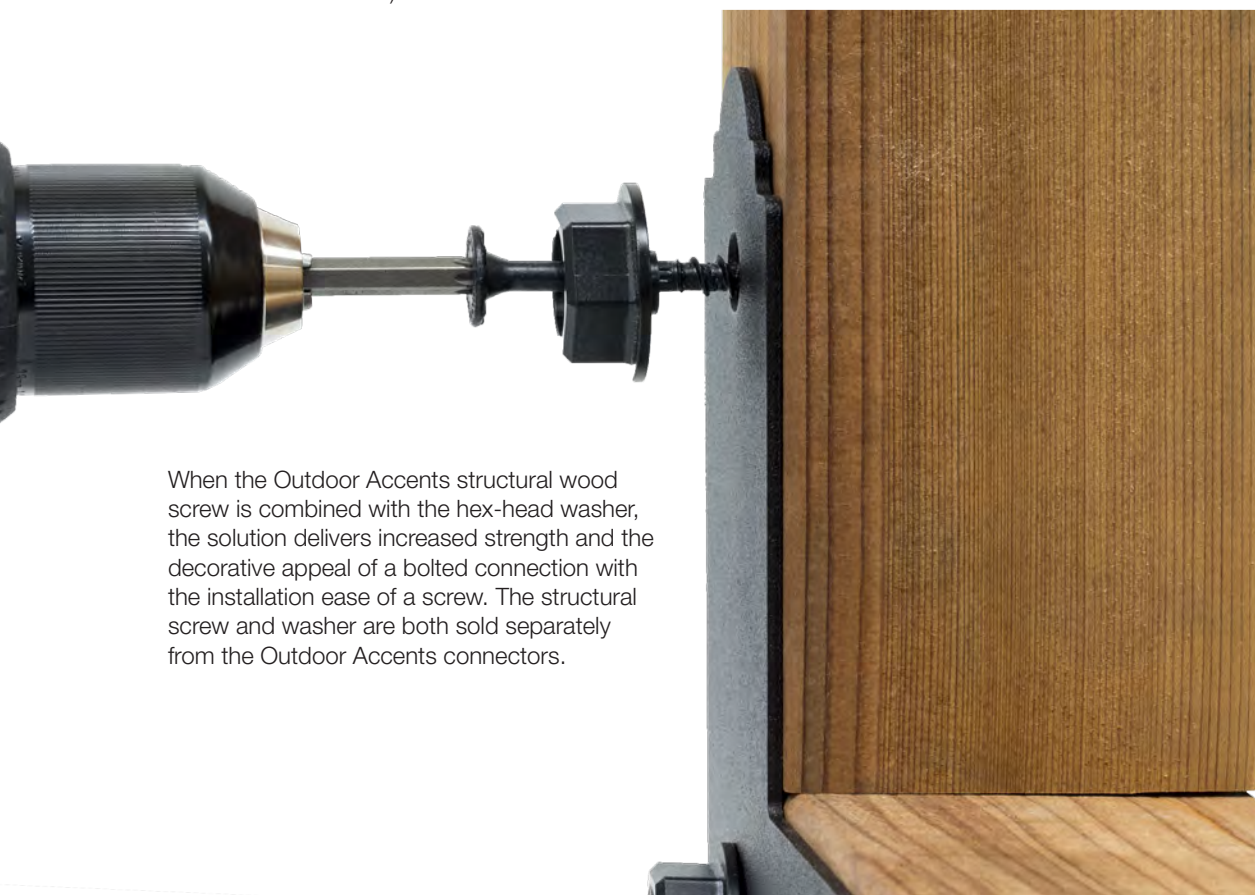 When the Outdoor Accents structural wood
screw is combined with the hex-head washer,
the solution delivers increased strength and the
decorative appeal of a bolted connection with
the installation ease of a screw. The structural
screw and washer are both sold separately
from the Outdoor Accents connectors.